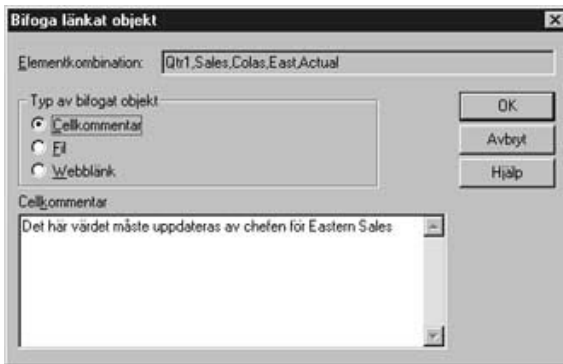 Bifoga länkat objekt
Elementkombination: Qtr1,Sales,Colas,East,Actual
Typ av bifogat objekt
Cellkommentar
Fil
Webblänk
OK
Avbryt
Hjälp
Cellkommentar
Det här värdet måste uppdateras av chefen för Eastern Sales